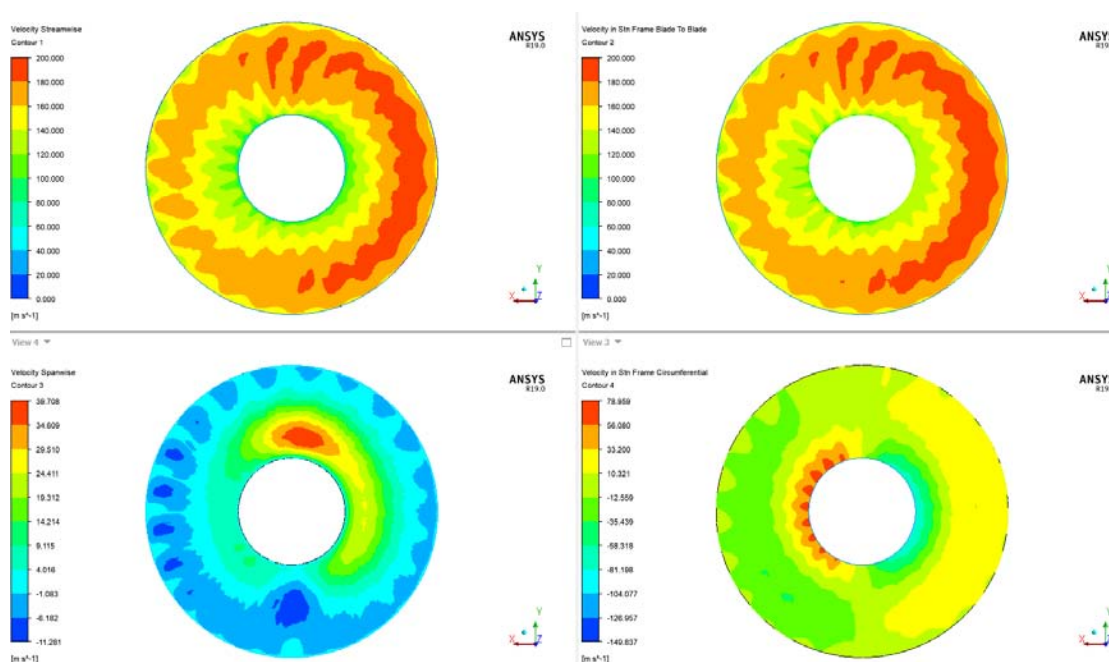 Velocity Streamwise
Contour 1
200.000
180.000
160.000
140.000
120.000
100.000
80.000
60.000
40.000
20.000
0.000
[m s^-1]
ANSYS
R19.0
Y
X
Z
Velocity in Stn Frame Blade To Blade
Contour 2
200.000
180.000
160.000
140.000
120.000
100.000
80.000
60.000
40.000
20.000
0.000
[m s^-1]
ANSYS
R19.
Y
X
Z
View 4
Velocity Spanwise
Contour 3
39.708
34.609
29.510
24.411
19.312
14.214
9.115
4.016
-1.083
-6.182
-11.281
[m s^-1]
ANSYS
R19.0
Y
X
Z
View 3
Velocity in Stn Frame Circumferential
Contour 4
78.959
56.080
33.200
10.321
-12.559
-35.439
-58.318
-81.198
-104.077
-126.957
-149.837
[m s^-1]
ANSYS
R19.
Y
X
Z